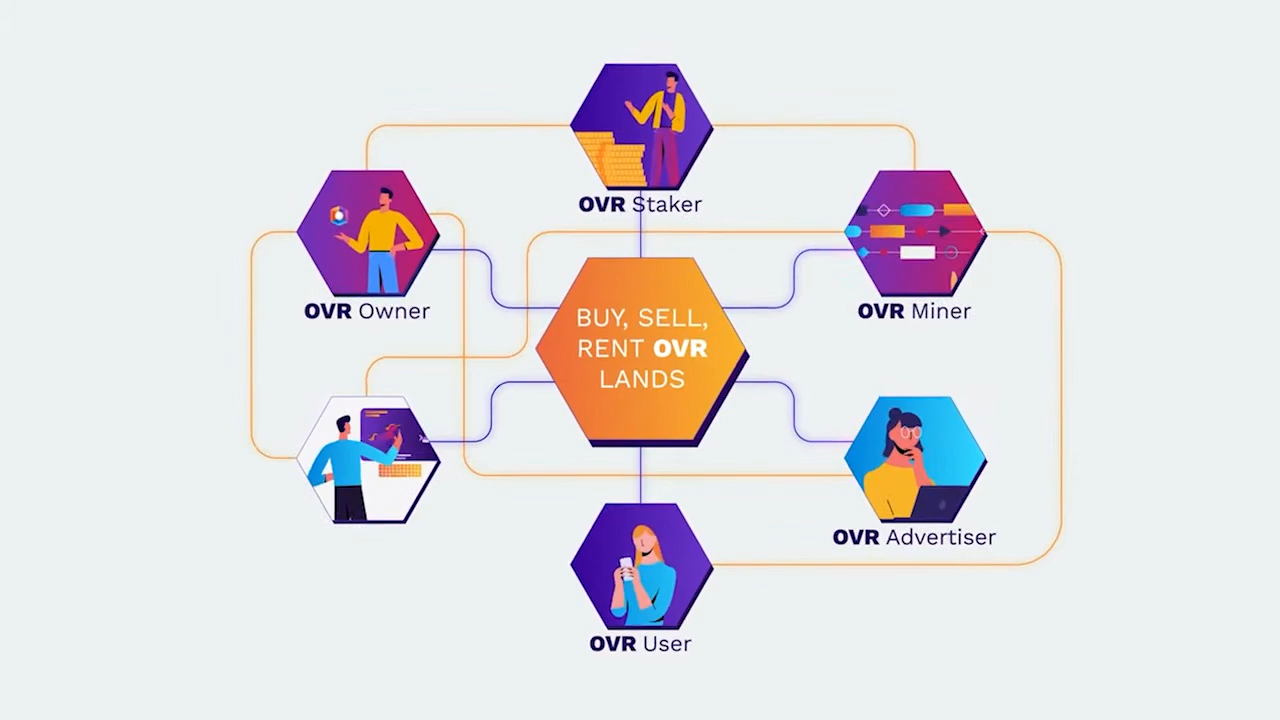 OVR Staker
OVR Owner
OVR Miner
BUY, SELL,
RENT OVR
LANDS
OVR Advertiser
OVR User